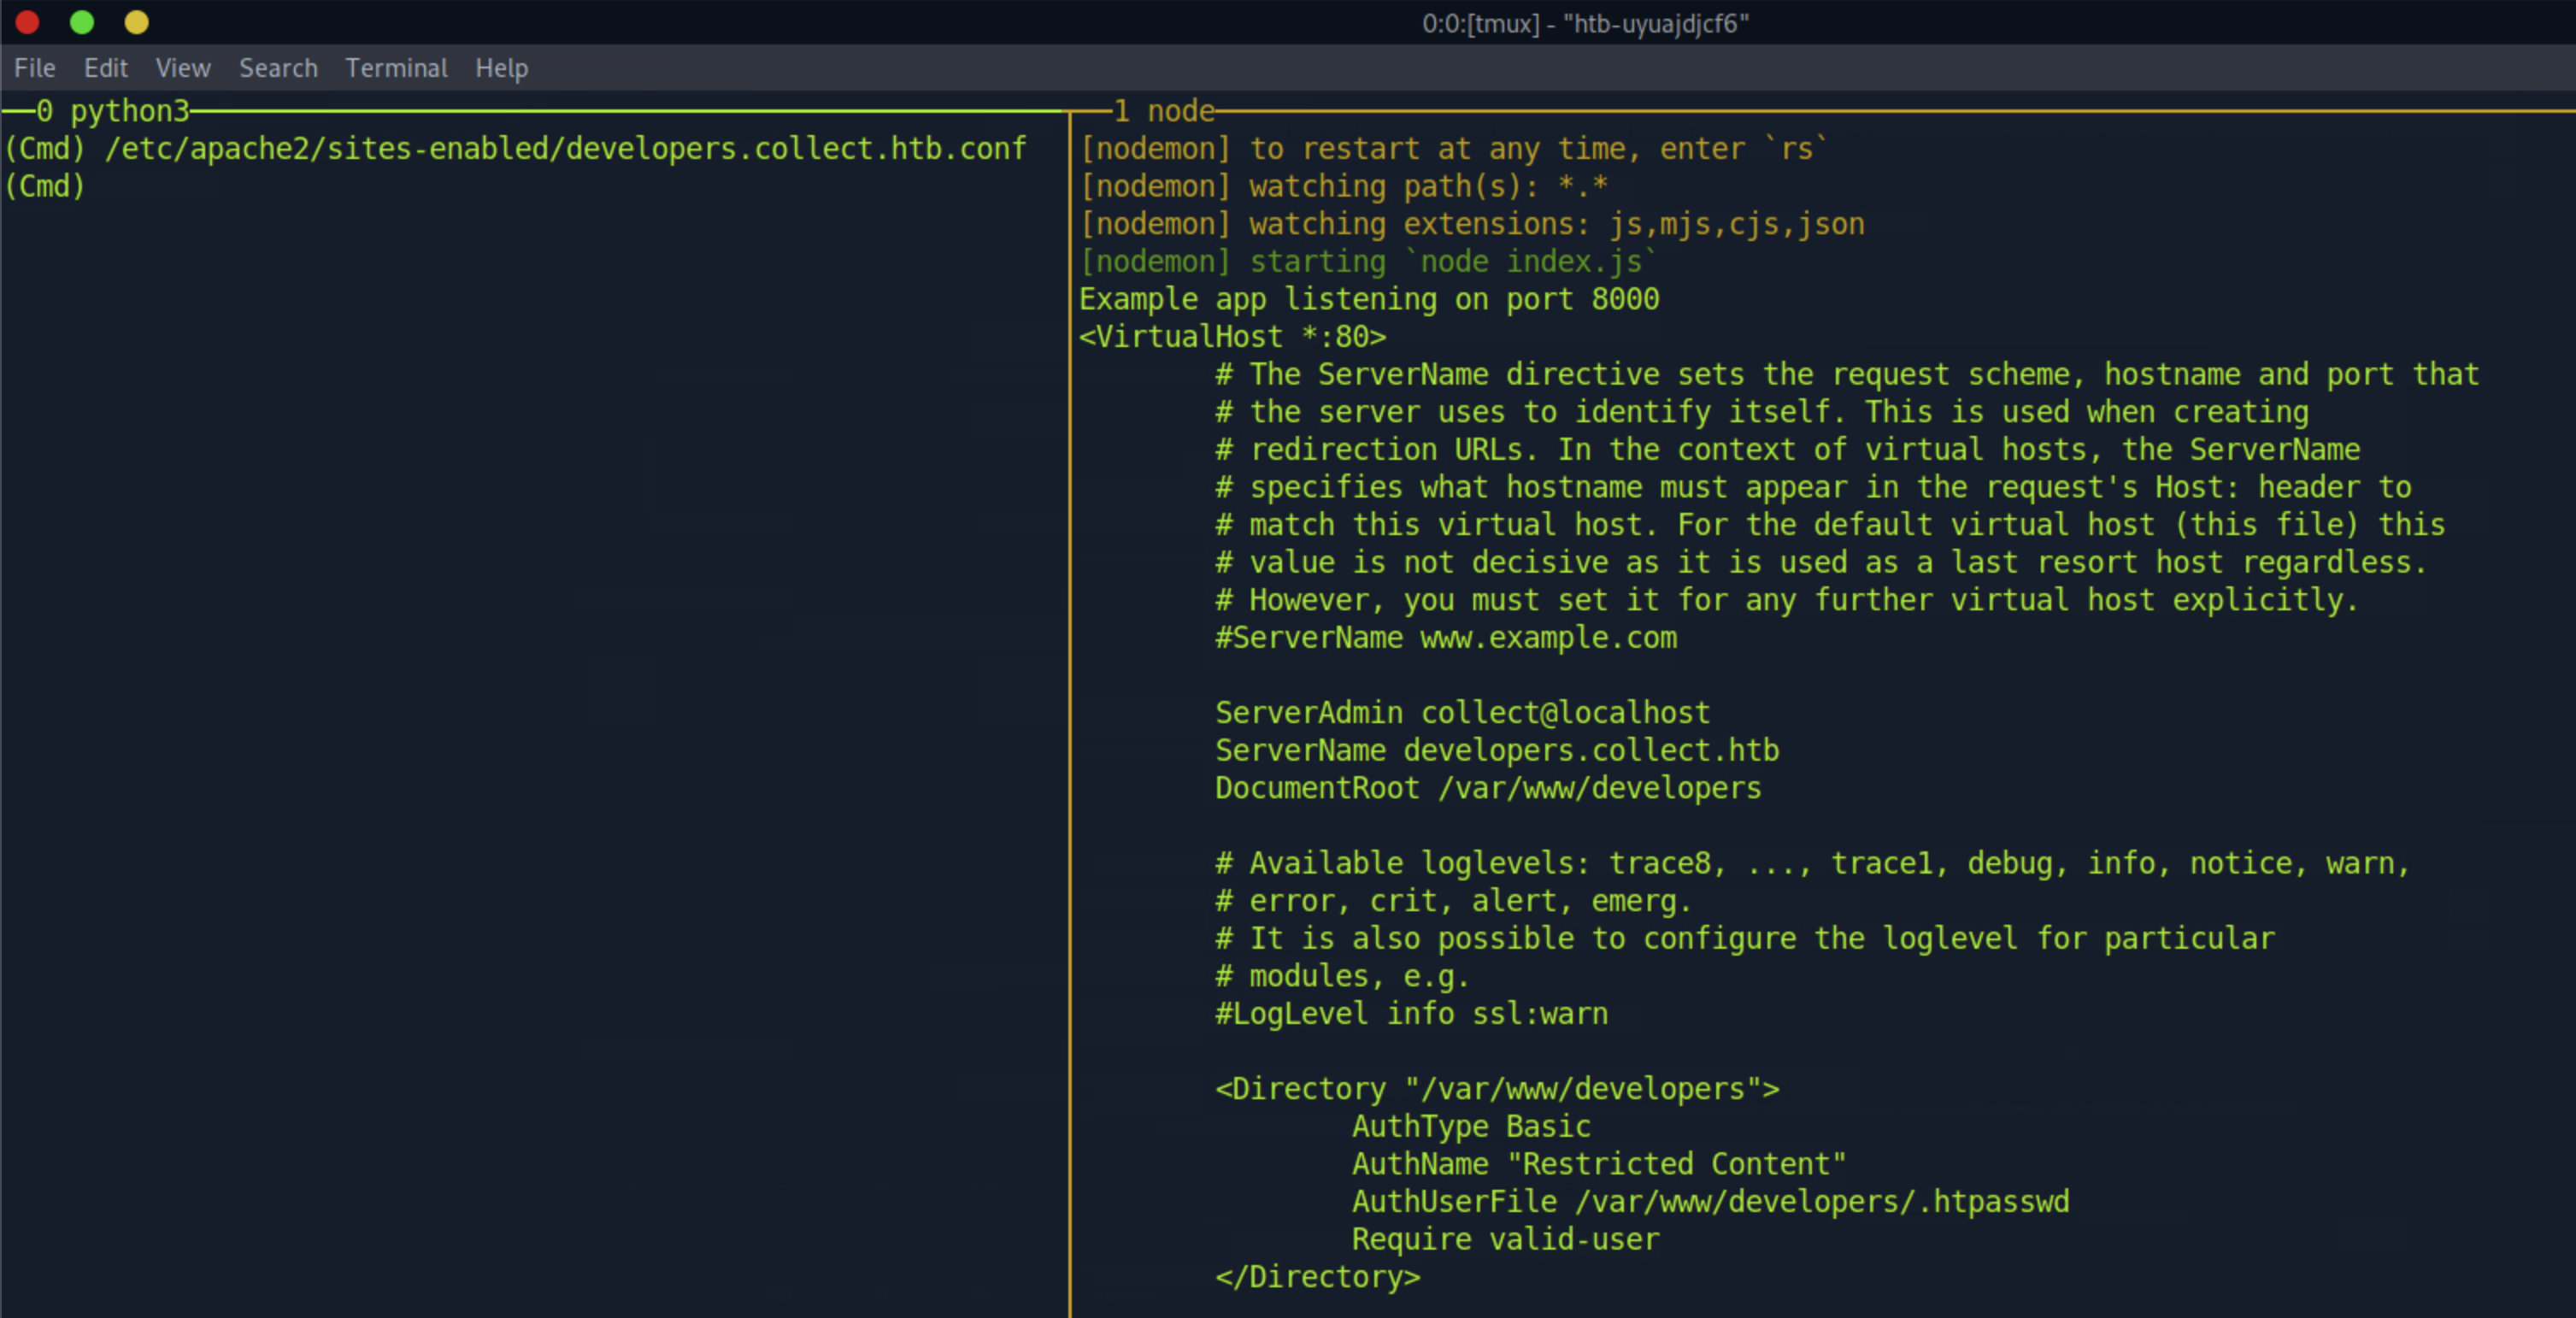 0:0:[tmux] - "htb-uyuajdjcf6"
File Edit View Search Terminal Help
0 python3
(Cmd) /etc/apache2/sites-enabled/developers.collect.htb.conf
(Cmd)
1 node
[nodemon] to restart at any time, enter `rs`
[nodemon] watching path(s): *.*
[nodemon] watching extensions: js,mjs,cjs,json
[nodemon] starting `node index.js`
Example app listening on port 8000
<VirtualHost *:80>
# The ServerName directive sets the request scheme, hostname and port that
# the server uses to identify itself. This is used when creating
# redirection URLs. In the context of virtual hosts, the ServerName
# specifies what hostname must appear in the request's Host: header to
# match this virtual host. For the default virtual host (this file) this
# value is not decisive as it is used as a last resort host regardless.
# However, you must set it for any further virtual host explicitly.
#ServerName www.example.com
ServerAdmin collect@localhost
ServerName developers.collect.htb
DocumentRoot /var/www/developers
# Available loglevels: trace8, ..., trace1, debug, info, notice, warn,
# error, crit, alert, emerg.
# It is also possible to configure the loglevel for particular
# modules, e.g.
#LogLevel info ssl:warn
<Directory "/var/www/developers">
AuthType Basic
AuthName "Restricted Content"
AuthUserFile /var/www/developers/.htpasswd
Require valid-user
</Directory>